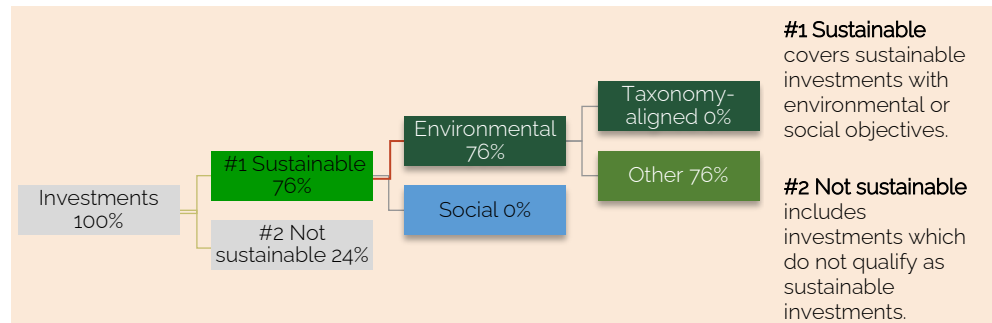 Investments
100%
#1 Sustainable
76%
#2 Not
sustainable 24%
Environmental
76%
Social 0%
Taxonomy-
aligned 0%
Other 76%
#1 Sustainable
covers sustainable
investments with
environmental or
social objectives.
#2 Not sustainable
includes
investments which
do not qualify as
sustainable
investments.